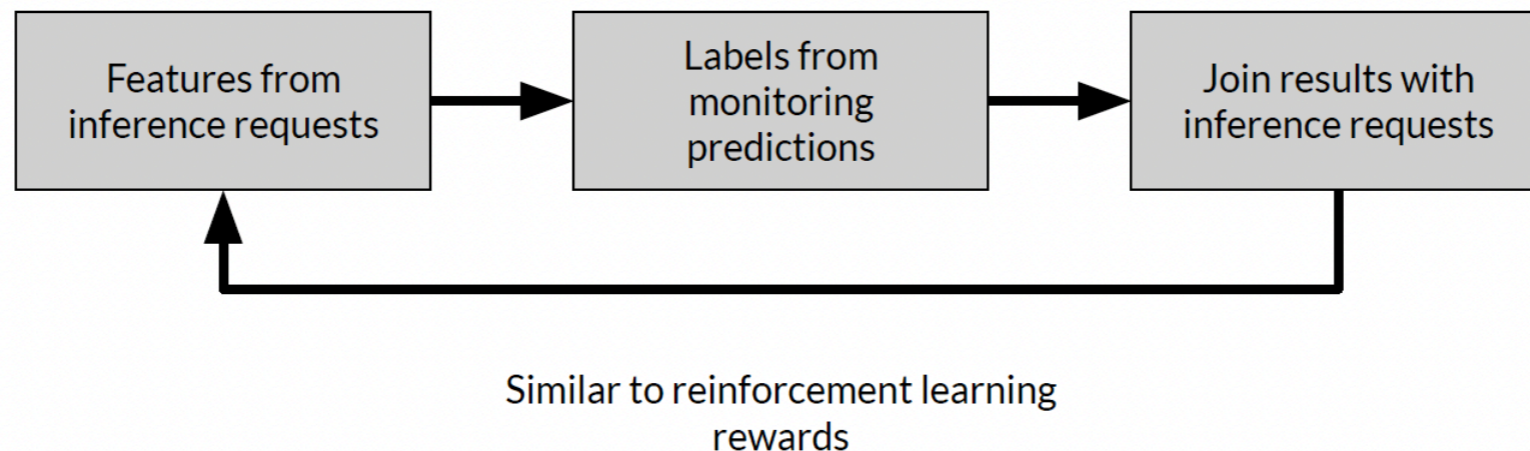 Features from
inference requests
Labels from
monitoring
predictions
Join results with
inference requests
Similar to reinforcement learning
rewards